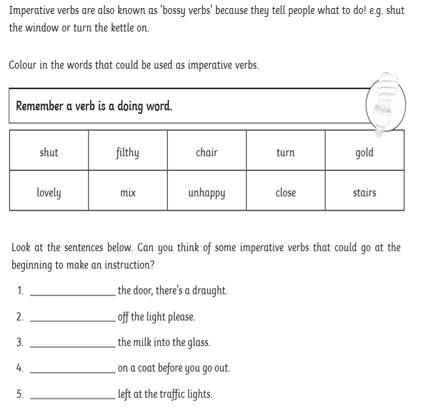 Imperative verbs are also known as 'bossy verbs' because they tell people what to do! e.g. shut
the window or turn the kettle on.
Colour in the words that could be used as imperative verbs.
Remember a verb is a doing word.
shut filthy chair turn gold
lovely mix unhappy close stairs
Look at the sentences below. Can you think of some imperative verbs that could go at the
beginning to make an instruction?
1. ________________ the door, there's a draught.
2. ________________ off the light please.
3. ________________ the milk into the glass.
4. ________________ on a coat before you go out.
5. ________________ left at the traffic lights.